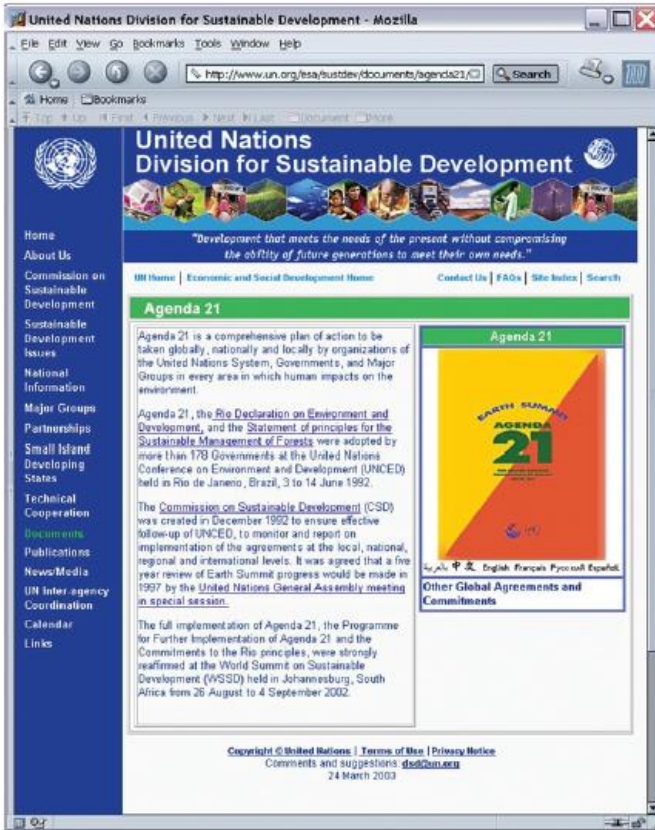 United Nations Division for Sustainable Development - Mozilla
File Edit View Go Bookmarks Tools Window Help
http://www.un.org/esa/sustdev/documents/agenda21/
Search
Home Bookmarks
Top Up First Previous Next Last Document More
United Nations
Division for Sustainable Development
"Development that meets the needs of the present without compromising
the ability of future generations to meet their own needs."
Home
About Us
Commission on
Sustainable
Development
Sustainable
Development
Issues
National
Information
Major Groups
Partnerships
Small Island
Developing
States
Technical
Cooperation
Documents
Publications
News/Media
UN Inter-agency
Coordination
Calendar
Links
UN Home | Economic and Social Development Home
Contact Us | FAQs | Site Index | Search
Agenda 21
Agenda 21 is a comprehensive plan of action to be
taken globally, nationally and locally by organizations of
the United Nations System, Governments, and Major
Groups in every area in which human impacts on the
environment.
Agenda 21, the Rio Declaration on Environment and
Development, and the Statement of principles for the
Sustainable Management of Forests were adopted by
more than 178 Governments at the United Nations
Conference on Environment and Development (UNCED)
held in Rio de Janerio, Brazil, 3 to 14 June 1992.
The Commission on Sustainable Development (CSD)
was created in December 1992 to ensure effective
follow-up of UNCED, to monitor and report on
implementation of the agreements at the local, national,
regional and international levels. It was agreed that a five
year review of Earth Summit progress would be made in
1997 by the United Nations General Assembly meeting
in special session.
The full implementation of Agenda 21, the Programme
for Further Implementation of Agenda 21 and the
Commitments to the Rio principles, were strongly
reaffirmed at the World Summit on Sustainable
Development (WSSD) held in Johannesburg, South
Africa from 26 August to 4 September 2002.
Agenda 21
EARTH SUMMIT
AGENDA
21
中文 English Français Русский Español
Other Global Agreements and
Commitments
Copyright © United Nations | Terms of Use | Privacy Notice
Comments and suggestions: dsd@un.org
24 March 2003